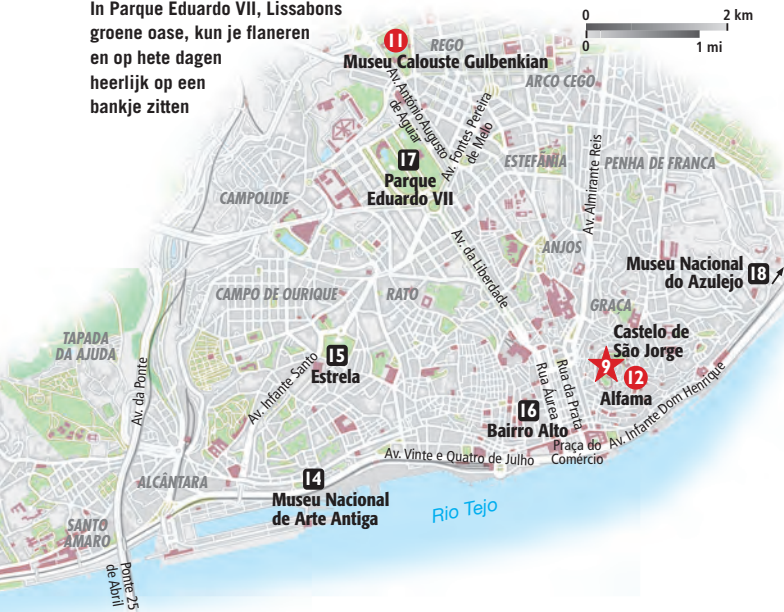 In Parque Eduardo VII, Lissabons
groene oase, kun je flaneren
en op hete dagen
heerlijk op een
bankje zitten
0
2 km
0
1 mi
11
REGO
Museu Calouste Gulbenkian
ARCO CEGO
Av. António Augusto
de Aguiar
Av. Fontes Pereira
de Melo
17
Parque
Eduardo VII
ESTEFÂNIA
PENHA DE FRANCA
Av. Almirante Reis
CAMPOLIDE
Av. da Liberdade
ANJOS
Museu Nacional
do Azulejo
18
CAMPO DE OURIQUE
RATO
GRAÇA
TAPADA
DA AJUDA
Castelo de
São Jorge
9
12
Alfama
15
Estrela
Av. Infante Santo
Av. da Ponte
Rua Áurea
Rua da Prata
16
Bairro Alto
Av. Infante Dom Henrique
Praça do
Comércio
Av. Vinte e Quatro de Julho
ALCÂNTARA
14
Museu Nacional
de Arte Antiga
Rio Tejo
SANTO
AMARO
Ponte 25
de Abril